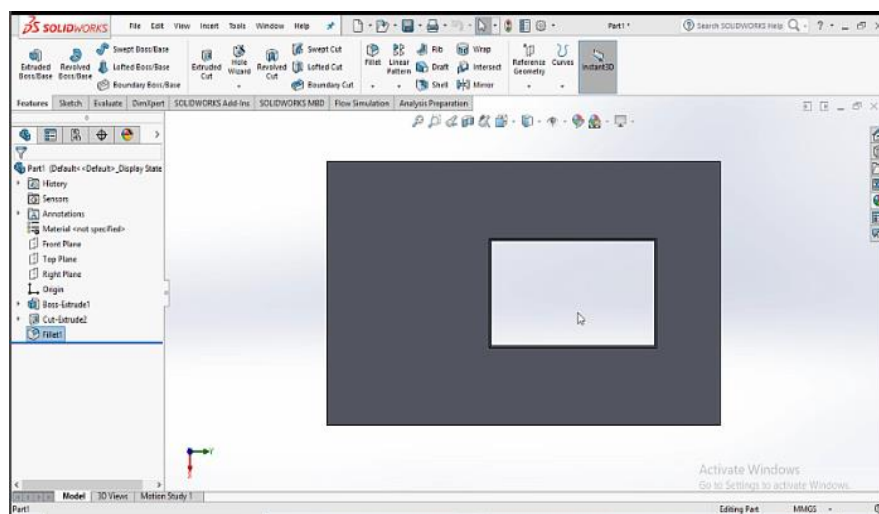 SOLIDWORKS File Edit View Insert Tools Window Help Part1 * Search SOLIDWORKS Help
Extruded Boss/Base
Revolved Boss/Base
Swept Boss/Base
Lofted Boss/Base
Boundary Boss/Base
Extruded Cut
Hole Wizard
Revolved Cut
Swept Cut
Lofted Cut
Boundary Cut
Fillet
Linear Pattern
Rib
Draft
Shell
Wrap
Intersect
Mirror
Reference Geometry
Curves
Instant3D
Features Sketch Evaluate DimXpert SOLIDWORKS Add-Ins SOLIDWORKS MBD Flow Simulation Analysis Preparation
Part1 (Default<<Default>_Display State
History
Sensors
Annotations
Material <not specified>
Front Plane
Top Plane
Right Plane
Origin
Boss-Extrude1
Cut-Extrude2
Fillet1
Y
Activate Windows
Go to Settings to activate Windows.
Model 3D Views Motion Study 1
Part1 Editing Part MMGS